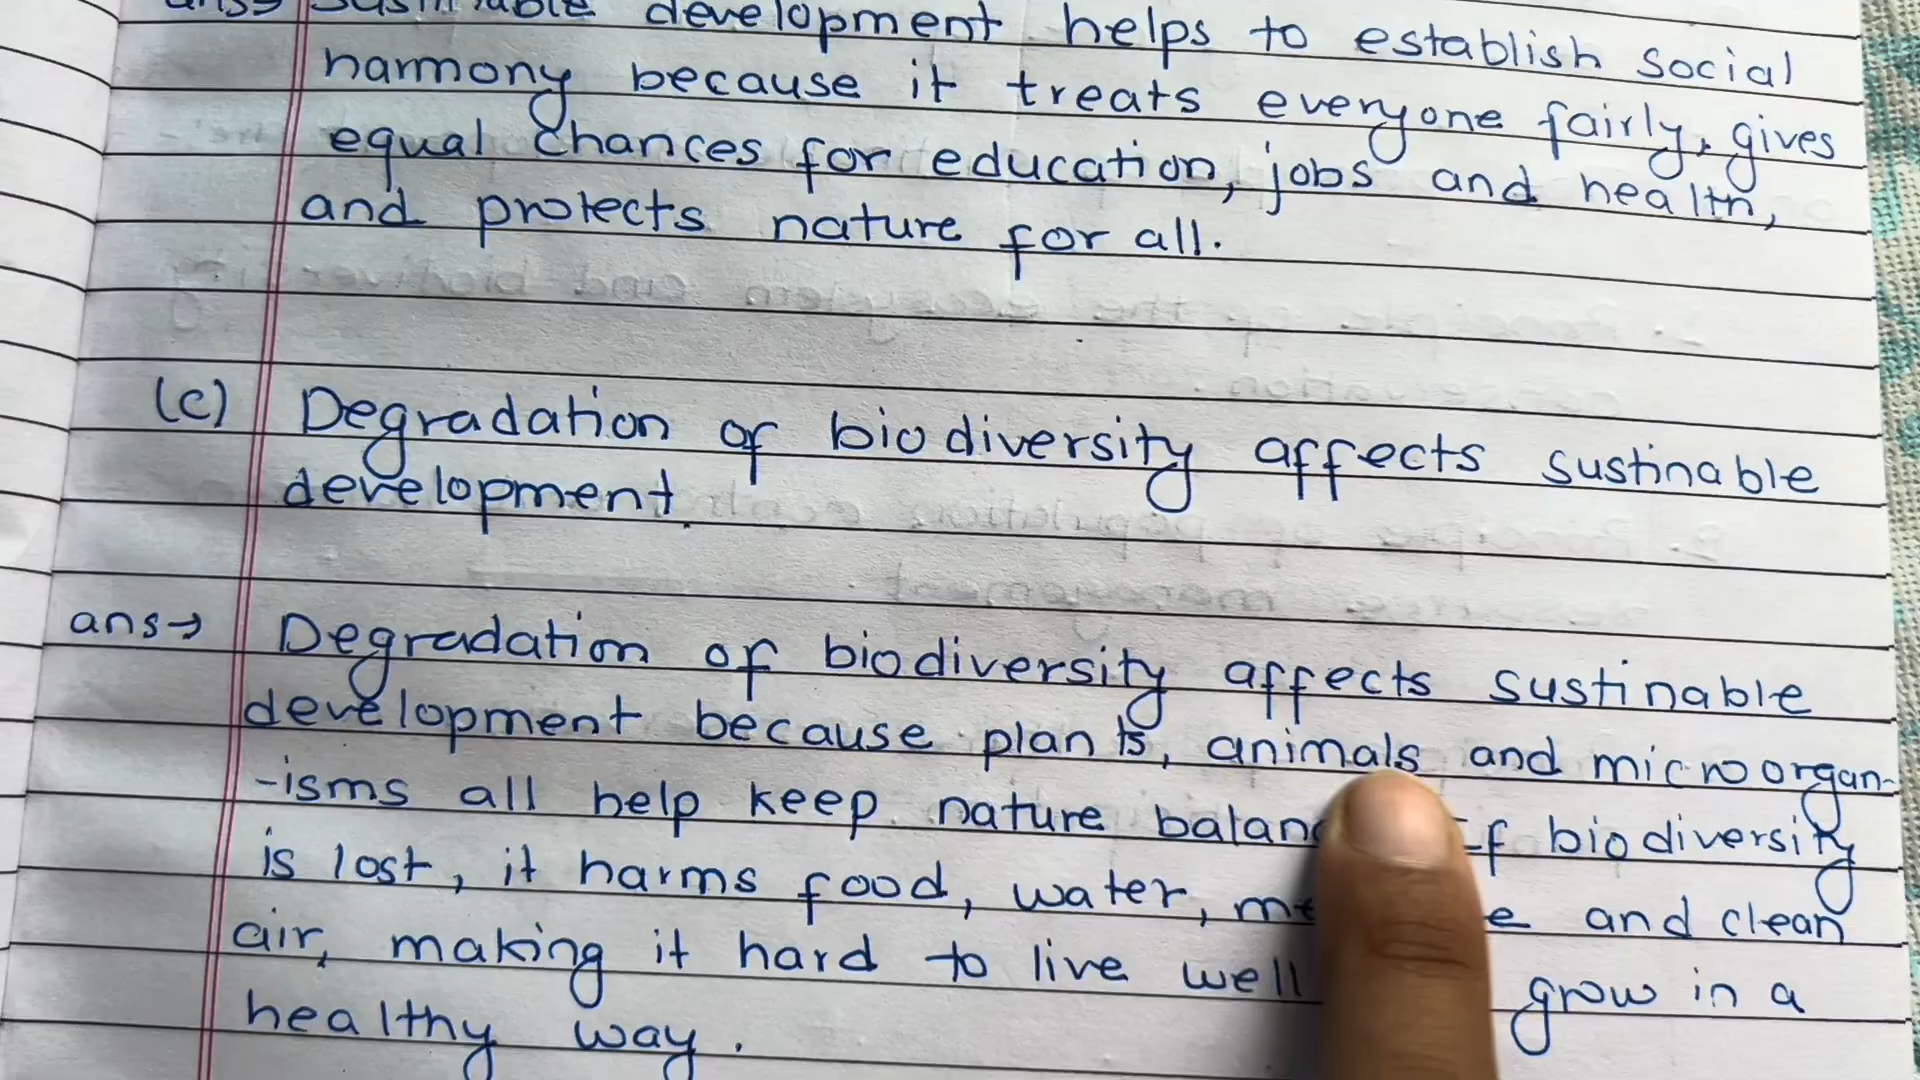 ans→ Sustinable development helps to establish social
harmony because it treats everyone fairly, gives
equal chances for education, jobs and health,
and protects nature for all.
(c) Degradation of biodiversity affects sustinable
development.
ans→ Degradation of biodiversity affects sustinable
development because plants, animals and microorgan-
-isms all help keep nature biodiversity
is lost, it harms food, water, and clean
air, making it hard to live well grow in a
healthy way.